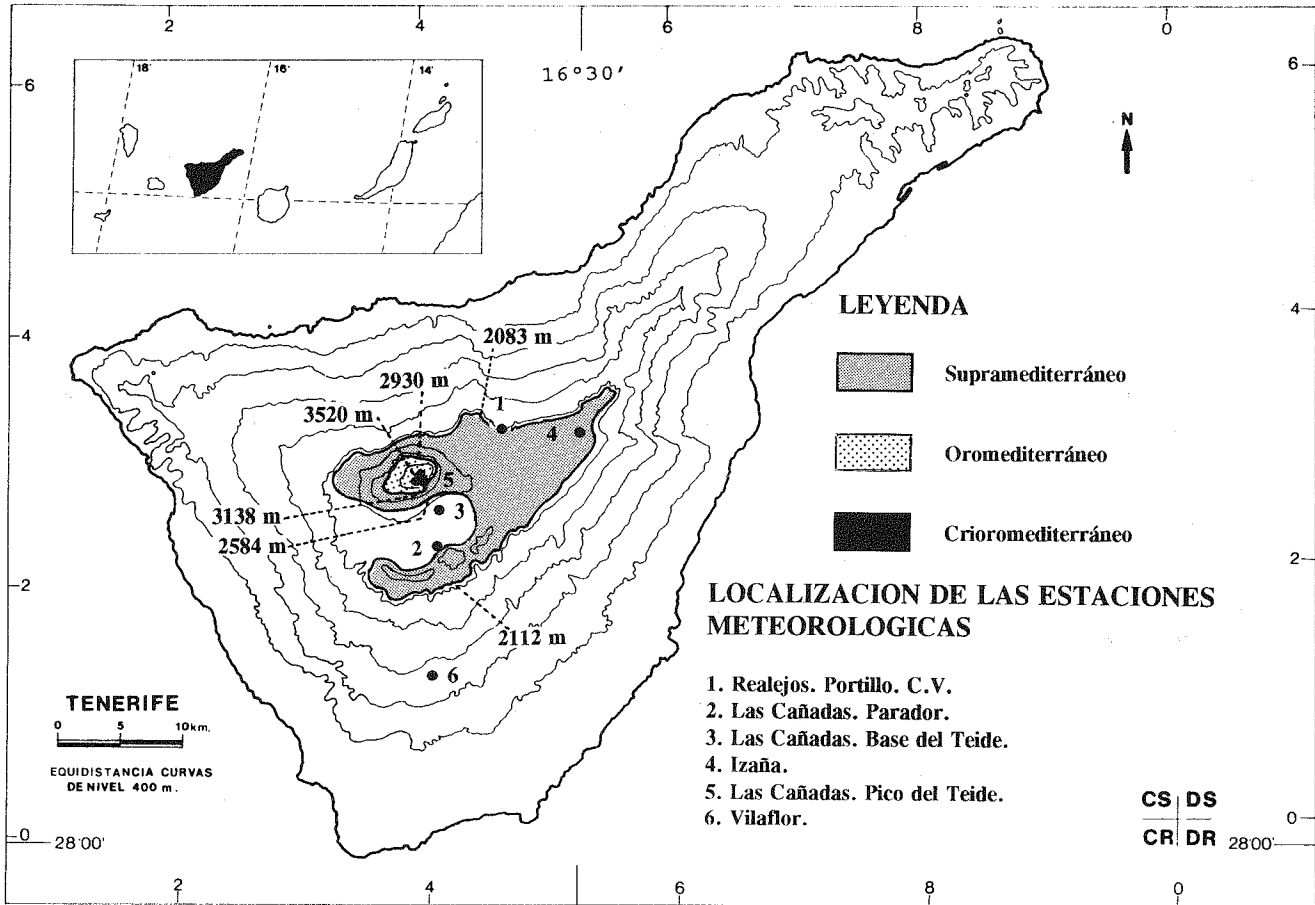 2
4
6
8
0
6
18°
16°
14°
16°30'
6
N
4
4
LEYENDA
2083 m
2930 m
3520 m
1
4
5
3
2
3138 m
2584 m
2112 m
6
Supramediterráneo
Oromediterráneo
Crioromediterráneo
2
2
LOCALIZACION DE LAS ESTACIONES
METEOROLOGICAS
1. Realejos. Portillo. C.V.
2. Las Cañadas. Parador.
3. Las Cañadas. Base del Teide.
4. Izaña.
5. Las Cañadas. Pico del Teide.
6. Vilaflor.
TENERIFE
0 5 10km.
EQUIDISTANCIA CURVAS
DE NIVEL 400 m.
CS DS
CR DR
0
28°00'
0
28°00'
2
4
6
8
0